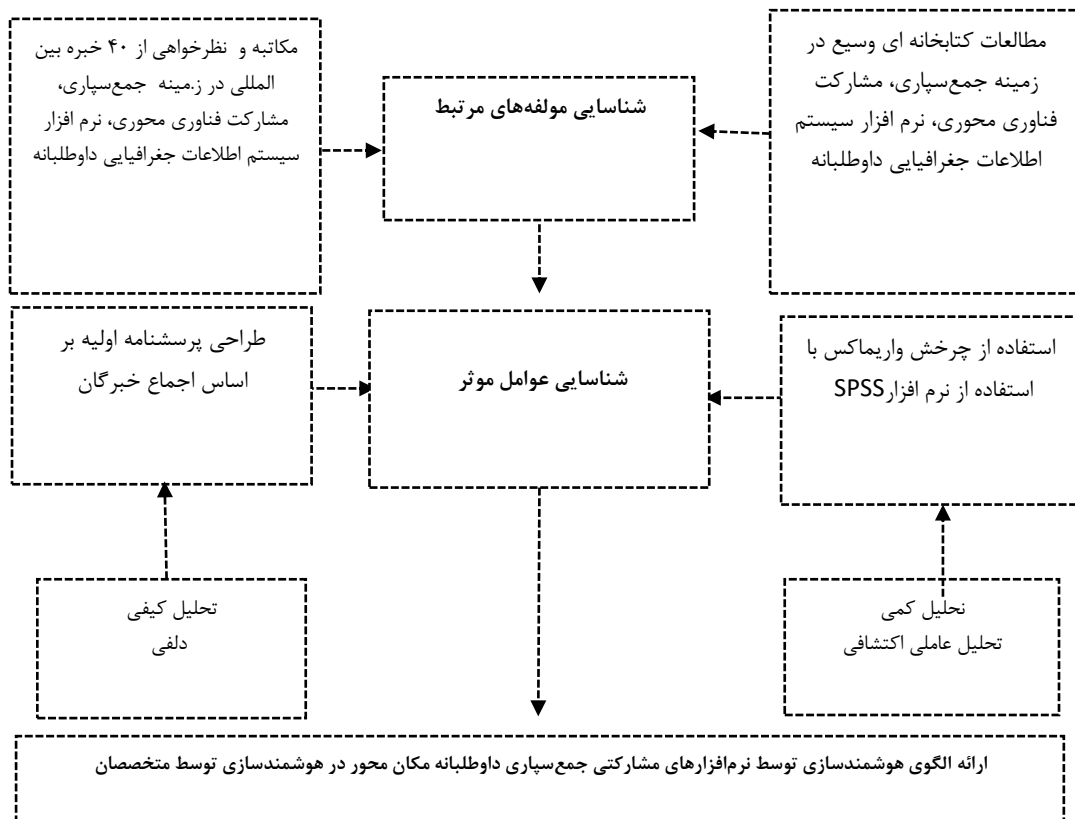 مطالعات کتابخانه ای وسیع در
زمینه جمع‌سپاری، مشارکت
فناوری محوری، نرم افزار سیستم
اطلاعات جغرافیایی داوطلبانه
شناسایی مولفه‌های مرتبط
مکاتبه و نظرخواهی از ۴۰ خبره بین
المللی در ز.مینه جمع‌سپاری،
مشارکت فناوری محوری، نرم افزار
سیستم اطلاعات جغرافیایی داوطلبانه
استفاده از چرخش واریماکس با
استفاده از نرم افزارSPSS
شناسایی عوامل موثر
طراحی پرسشنامه اولیه بر
اساس اجماع خبرگان
نحلیل کمی
تحلیل عاملی اکتشافی
تحلیل کیفی
دلفی
ارائه الگوی هوشمندسازی توسط نرم‌افزارهای مشارکتی جمع‌سپاری داوطلبانه مکان محور در هوشمندسازی توسط متخصصان